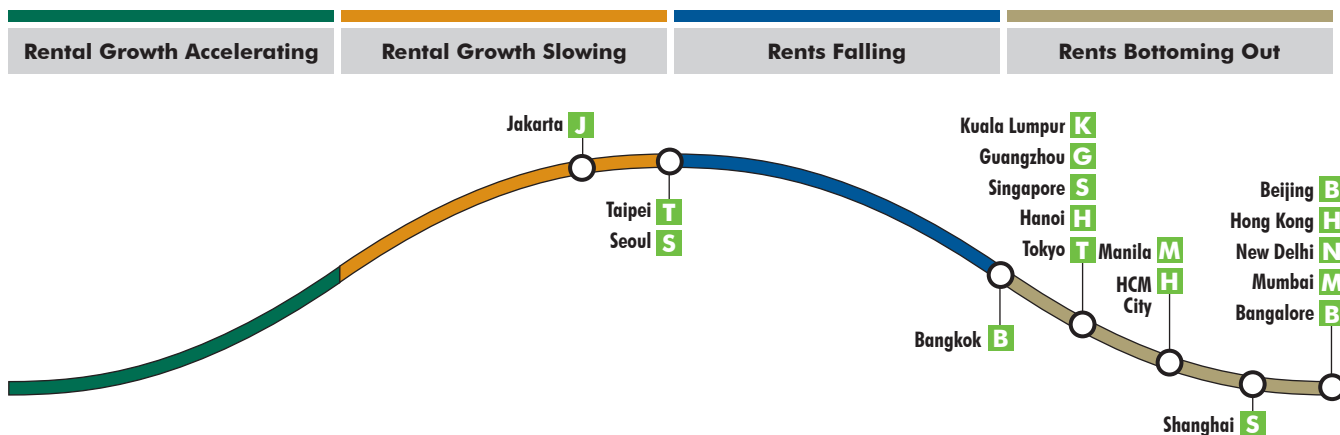 Rental Growth Accelerating
Rental Growth Slowing
Rents Falling
Rents Bottoming Out
Jakarta J
Taipei T
Seoul S
Bangkok B
Kuala Lumpur K
Guangzhou G
Singapore S
Hanoi H
Tokyo T
Manila M
HCM H
City
Shanghai S
Beijing B
Hong Kong H
New Delhi N
Mumbai M
Bangalore B